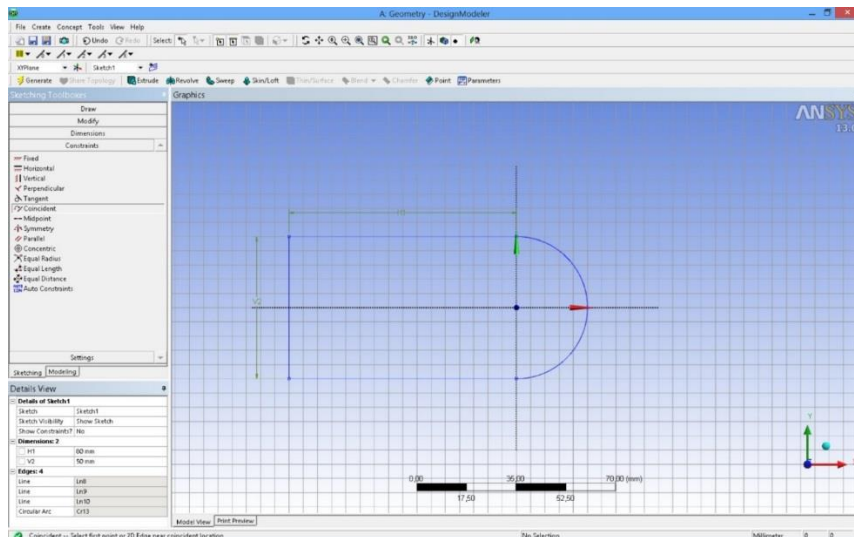 A: Geometry - DesignModeler
File Create Concept Tools View Help
Undo Redo Select:
XYPlane Sketch1
Generate Share Topology Extrude Revolve Sweep Skin/Loft Thin/Surface Blend Chamfer Point Parameters
Sketching Toolboxes
Draw
Modify
Dimensions
Constraints
Fixed
Horizontal
Vertical
Perpendicular
Tangent
Coincident
Midpoint
Symmetry
Parallel
Concentric
Equal Radius
Equal Length
Equal Distance
Auto Constraints
Settings
Sketching Modeling
Details View
Details of Sketch1
Sketch Sketch1
Sketch Visibility Show Sketch
Show Constraints? No
Dimensions: 2
H1 80 mm
V2 50 mm
Edges: 4
Line Ln8
Line Ln9
Line Ln10
Circular Arc Cr13
Graphics
ANSYS
H1
V2
Y
0,00 35,00 70,00 (mm)
17,50 52,50
Model View Print Preview
Coincident -- Select first point or 2D Edge near coincident location No Selection Millimeter 0 0